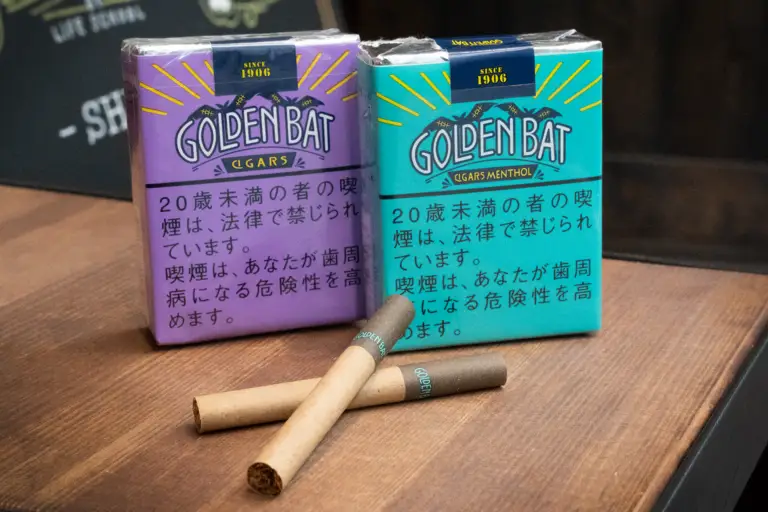 LIFE SCHOOL
- SH
SINCE
1906
GOLDEN BAT
CIGARS
20歳未満の者の喫
煙は、法律で禁じられ
ています。
喫煙は、あなたが歯周
病になる危険性を高
めます。
GOLDEN BAT
SINCE
1906
GOLDEN BAT
CIGARS MENTHOL
20歳未満の者の喫
煙は、法律で禁じられ
ています。
喫煙は、あなたが歯周
になる危険性を高
めます。
GOLDEN BAT
GOLDEN